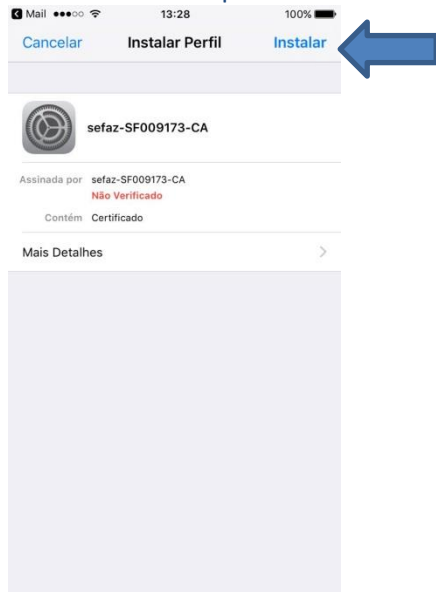 Mail 13:28 100%
Cancelar Instalar Perfil Instalar
sefaz-SF009173-CA
Assinada por sefaz-SF009173-CA
Não Verificado
Contém Certificado
Mais Detalhes